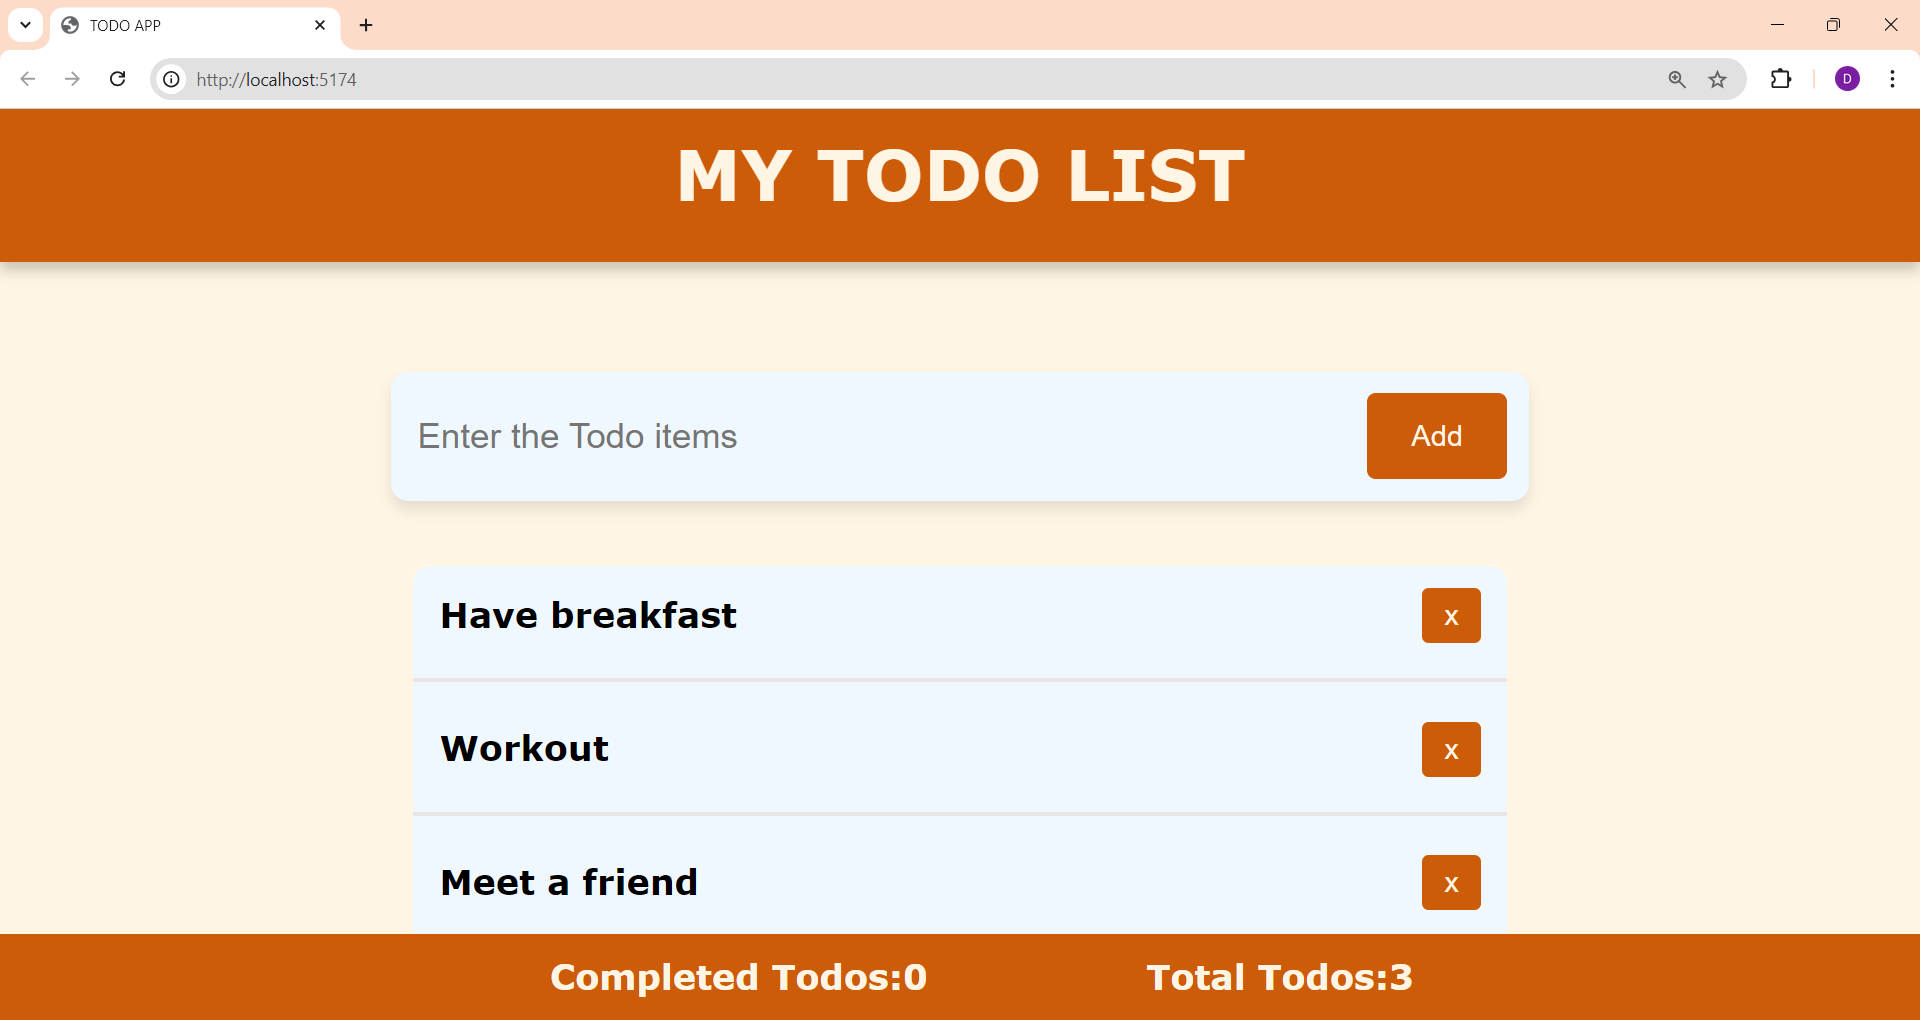 TODO APP
http://localhost:5174
D
MY TODO LIST
Enter the Todo items
Add
Have breakfast
x
Workout
x
Meet a friend
x
Completed Todos:0
Total Todos:3